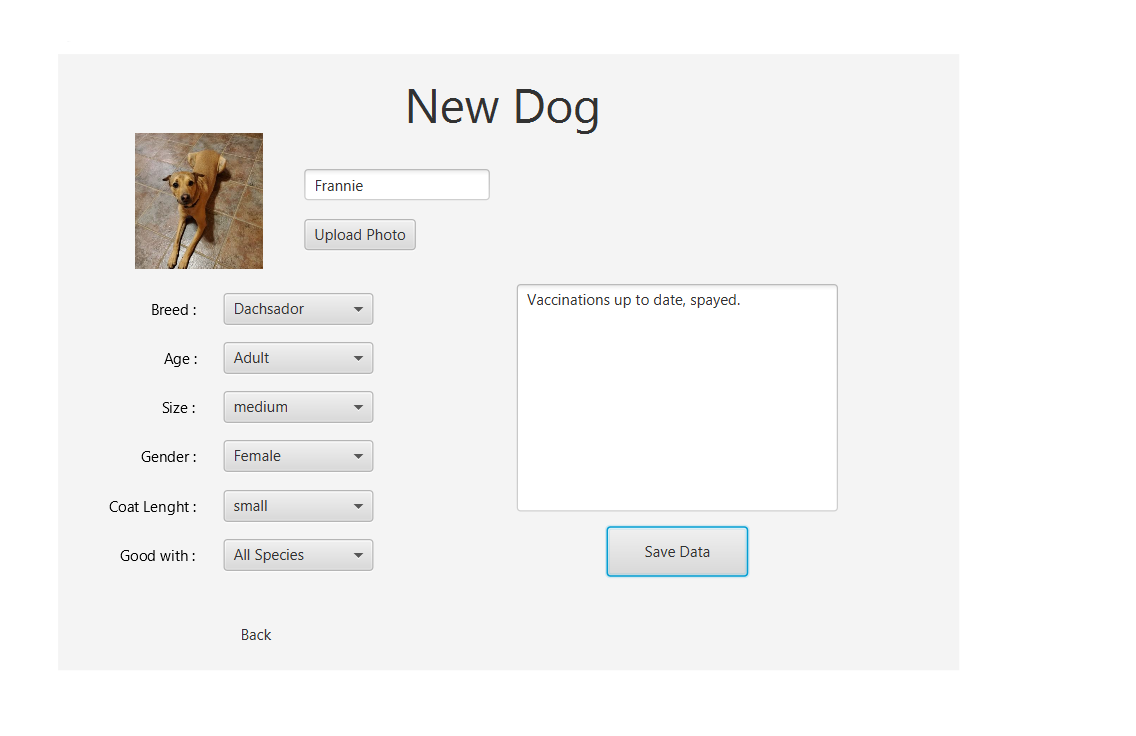 New Dog
Frannie
Upload Photo
Breed : Dachsador
Age : Adult
Size : medium
Gender : Female
Coat Lenght : small
Good with : All Species
Vaccinations up to date, spayed.
Save Data
Back